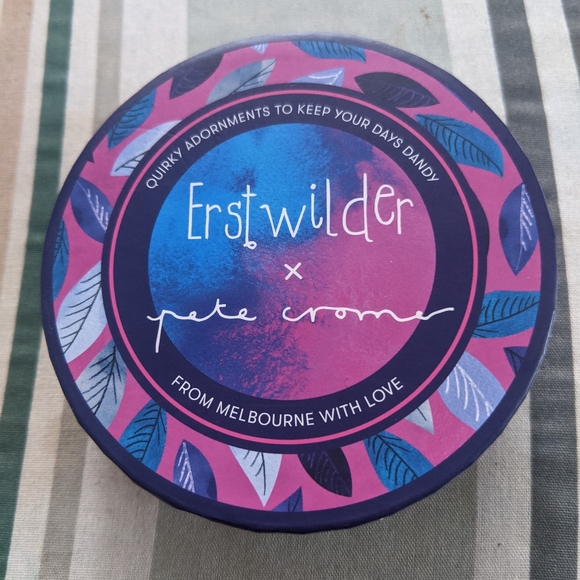 QUIRKY ADORNMENTS TO KEEP YOUR DAYS DANDY
Erstwilder
x
pete cromer
FROM MELBOURNE WITH LOVE